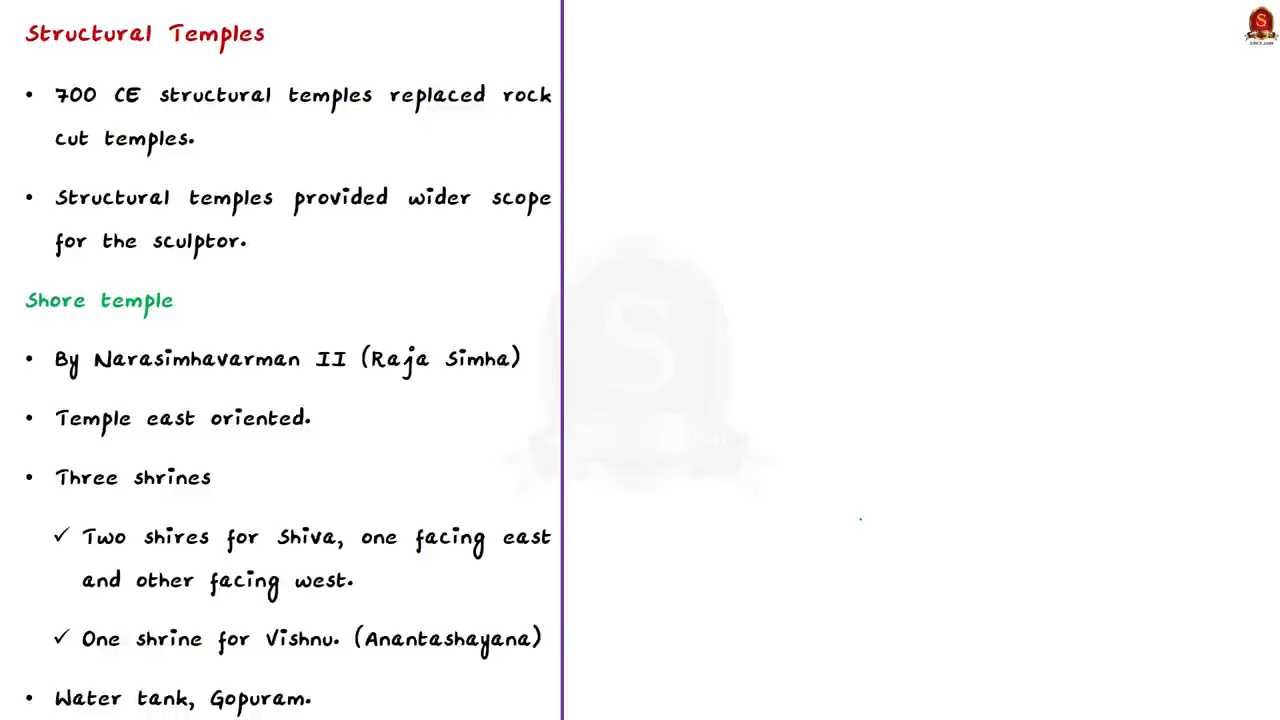 Structural Temples
• 700 CE structural temples replaced rock
cut temples.
• Structural temples provided wider scope
for the sculptor.
Shore temple
• By Narasimhavarman II (Raja Simha)
• Temple east oriented.
• Three shrines
✓ Two shires for Shiva, one facing east
and other facing west.
✓ One shrine for Vishnu. (Anantashayana)
• Water tank, Gopuram.
S
S